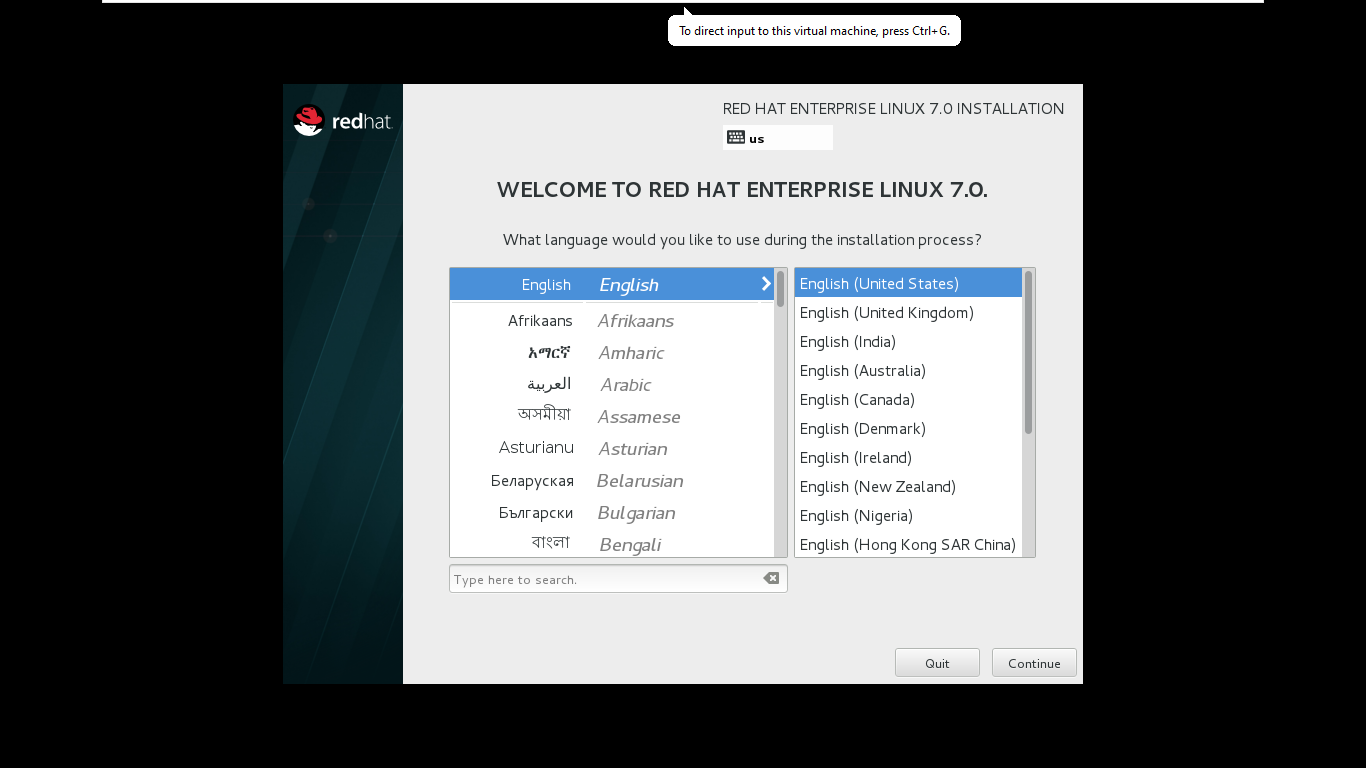 To direct input to this virtual machine, press Ctrl+G.
redhat.
RED HAT ENTERPRISE LINUX 7.0 INSTALLATION
us
WELCOME TO RED HAT ENTERPRISE LINUX 7.0.
What language would you like to use during the installation process?
English English
Afrikaans Afrikaans
አማርኛ Amharic
العربية Arabic
অসমীয়া Assamese
Asturianu Asturian
Беларуская Belarusian
Български Bulgarian
বাংলা Bengali
English (United States)
English (United Kingdom)
English (India)
English (Australia)
English (Canada)
English (Denmark)
English (Ireland)
English (New Zealand)
English (Nigeria)
English (Hong Kong SAR China)
Type here to search.
Quit
Continue